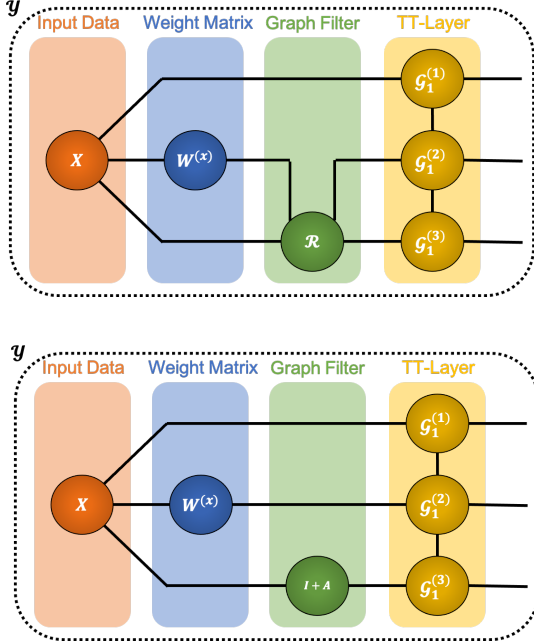 𝒴
Input Data Weight Matrix Graph Filter TT-Layer
𝒢₁⁽¹⁾
X W⁽ˣ⁾ 𝒢₁⁽²⁾
ℛ 𝒢₁⁽³⁾
𝒴
Input Data Weight Matrix Graph Filter TT-Layer
𝒢₁⁽¹⁾
X W⁽ˣ⁾ 𝒢₁⁽²⁾
I + A 𝒢₁⁽³⁾